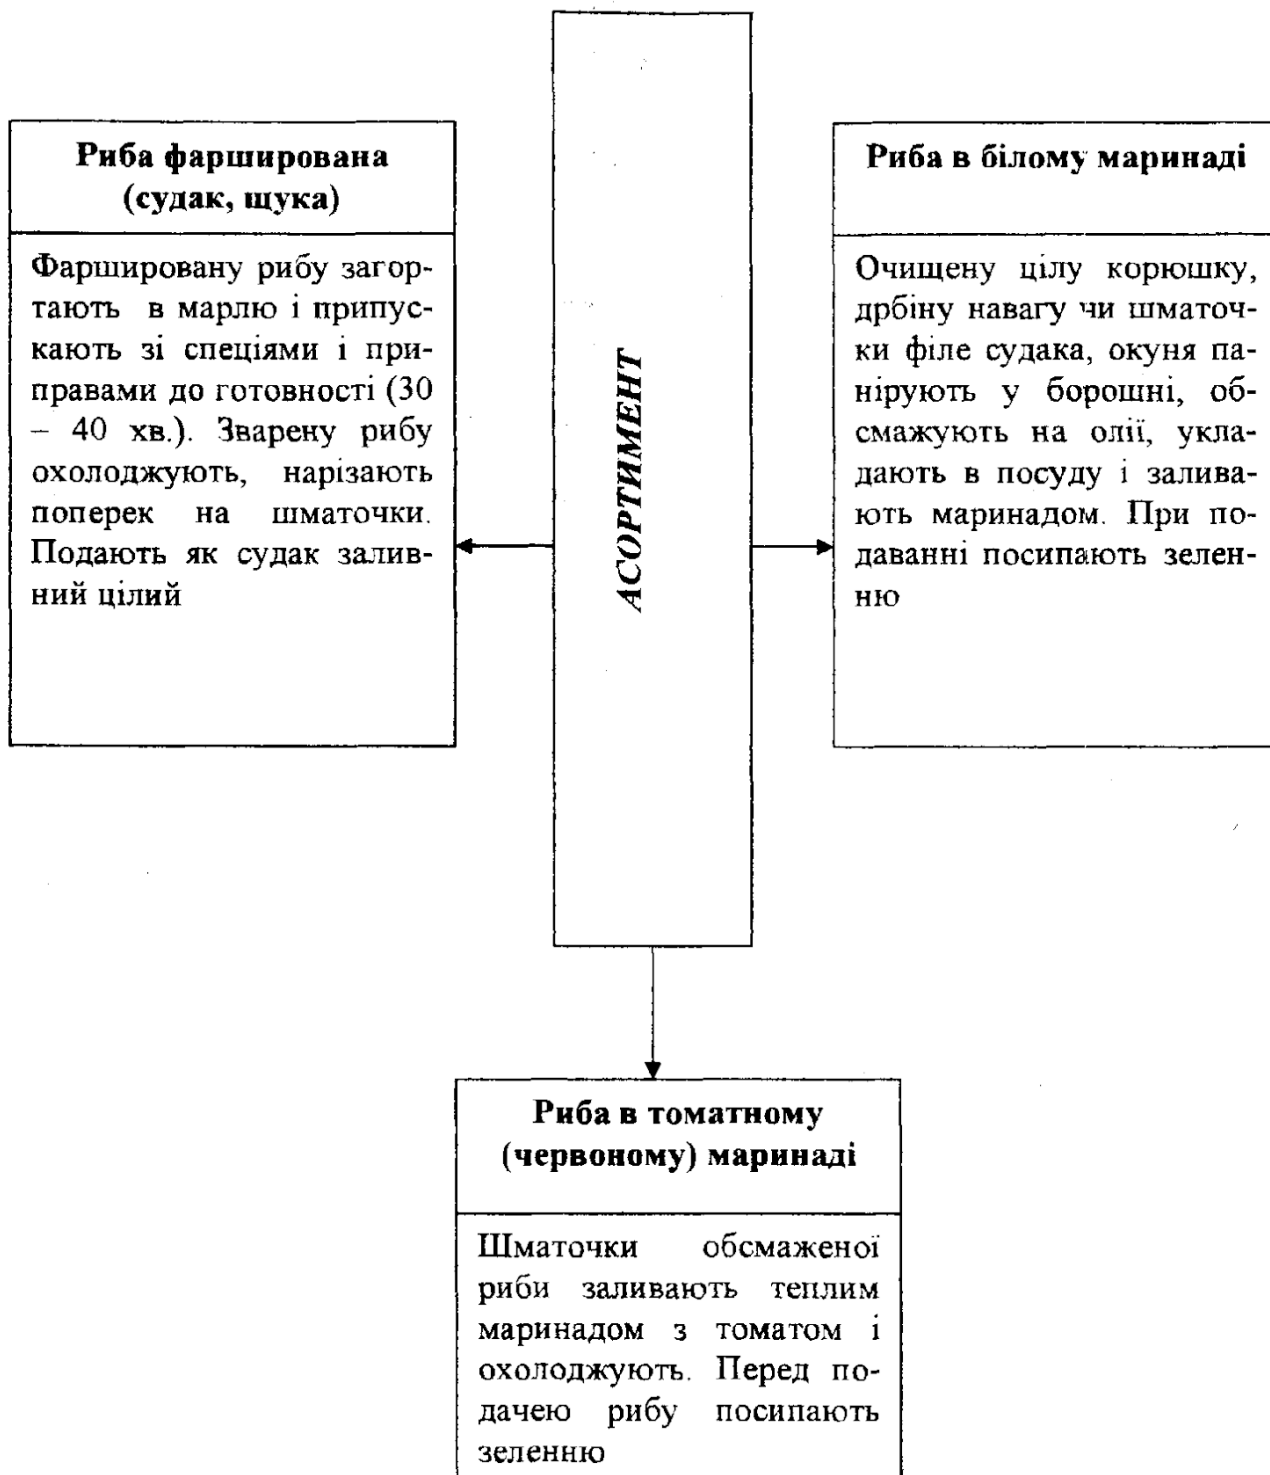 Риба фарширована
(судак, щука)
Фаршировану рибу загор-
тають в марлю і припус-
кають зі спеціями і при-
правами до готовності (30
– 40 хв.). Зварену рибу
охолоджують, нарізають
поперек на шматочки.
Подають як судак залив-
ний цілий
АСОРТИМЕНТ
Риба в білому маринаді
Очищену цілу корюшку,
дрбіну навагу чи шматоч-
ки філе судака, окуня па-
нірують у борошні, об-
смажують на олії, укла-
дають в посуду і залива-
ють маринадом. При по-
даванні посипають зелен-
ню
Риба в томатному
(червоному) маринаді
Шматочки обсмаженої
риби заливають теплим
маринадом з томатом і
охолоджують. Перед по-
дачею рибу посипають
зеленню